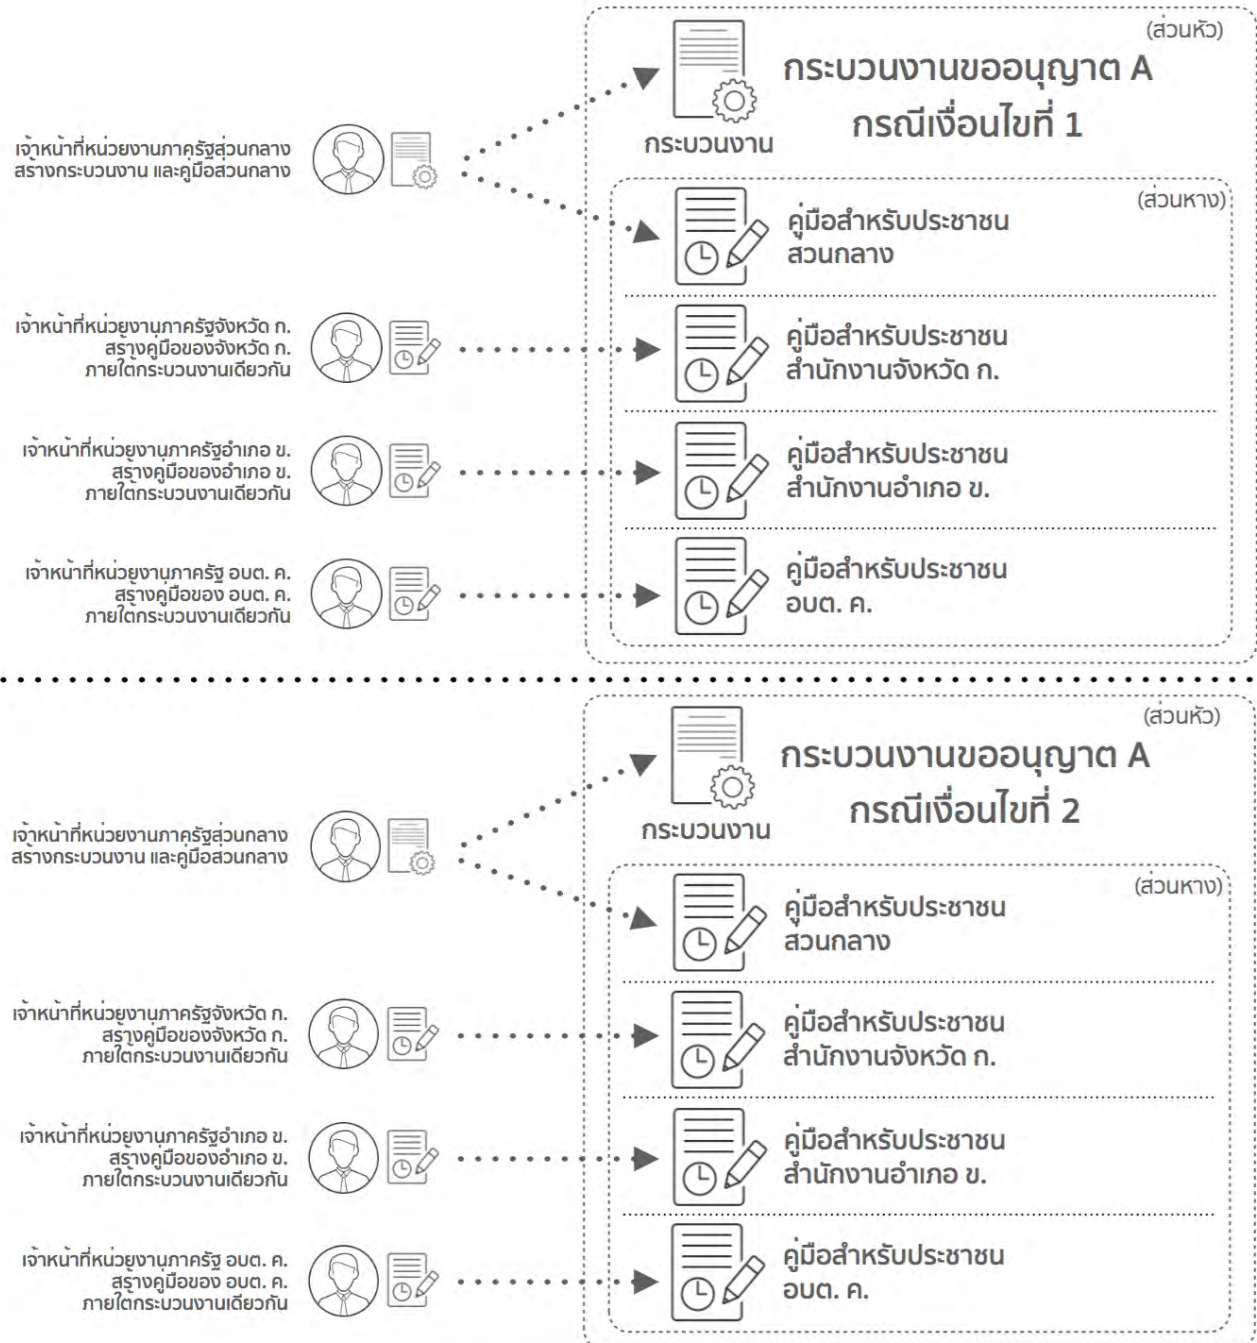 (ส่วนหัว)
กระบวนงานขออนุญาต A
กรณีเงื่อนไขที่ 1
กระบวนงาน
เจ้าหน้าที่หน่วยงานภาครัฐส่วนกลาง
สร้างกระบวนงาน และคู่มือส่วนกลาง
(ส่วนหาง)
คู่มือสำหรับประชาชน
ส่วนกลาง
เจ้าหน้าที่หน่วยงานภาครัฐจังหวัด ก.
สร้างคู่มือของจังหวัด ก.
ภายใต้กระบวนงานเดียวกัน
คู่มือสำหรับประชาชน
สำนักงานจังหวัด ก.
เจ้าหน้าที่หน่วยงานภาครัฐอำเภอ ข.
สร้างคู่มือของอำเภอ ข.
ภายใต้กระบวนงานเดียวกัน
คู่มือสำหรับประชาชน
สำนักงานอำเภอ ข.
เจ้าหน้าที่หน่วยงานภาครัฐ อบต. ค.
สร้างคู่มือของ อบต. ค.
ภายใต้กระบวนงานเดียวกัน
คู่มือสำหรับประชาชน
อบต. ค.
(ส่วนหัว)
กระบวนงานขออนุญาต A
กรณีเงื่อนไขที่ 2
กระบวนงาน
เจ้าหน้าที่หน่วยงานภาครัฐส่วนกลาง
สร้างกระบวนงาน และคู่มือส่วนกลาง
(ส่วนหาง)
คู่มือสำหรับประชาชน
ส่วนกลาง
เจ้าหน้าที่หน่วยงานภาครัฐจังหวัด ก.
สร้างคู่มือของจังหวัด ก.
ภายใต้กระบวนงานเดียวกัน
คู่มือสำหรับประชาชน
สำนักงานจังหวัด ก.
เจ้าหน้าที่หน่วยงานภาครัฐอำเภอ ข.
สร้างคู่มือของอำเภอ ข.
ภายใต้กระบวนงานเดียวกัน
คู่มือสำหรับประชาชน
สำนักงานอำเภอ ข.
เจ้าหน้าที่หน่วยงานภาครัฐ อบต. ค.
สร้างคู่มือของ อบต. ค.
ภายใต้กระบวนงานเดียวกัน
คู่มือสำหรับประชาชน
อบต. ค.